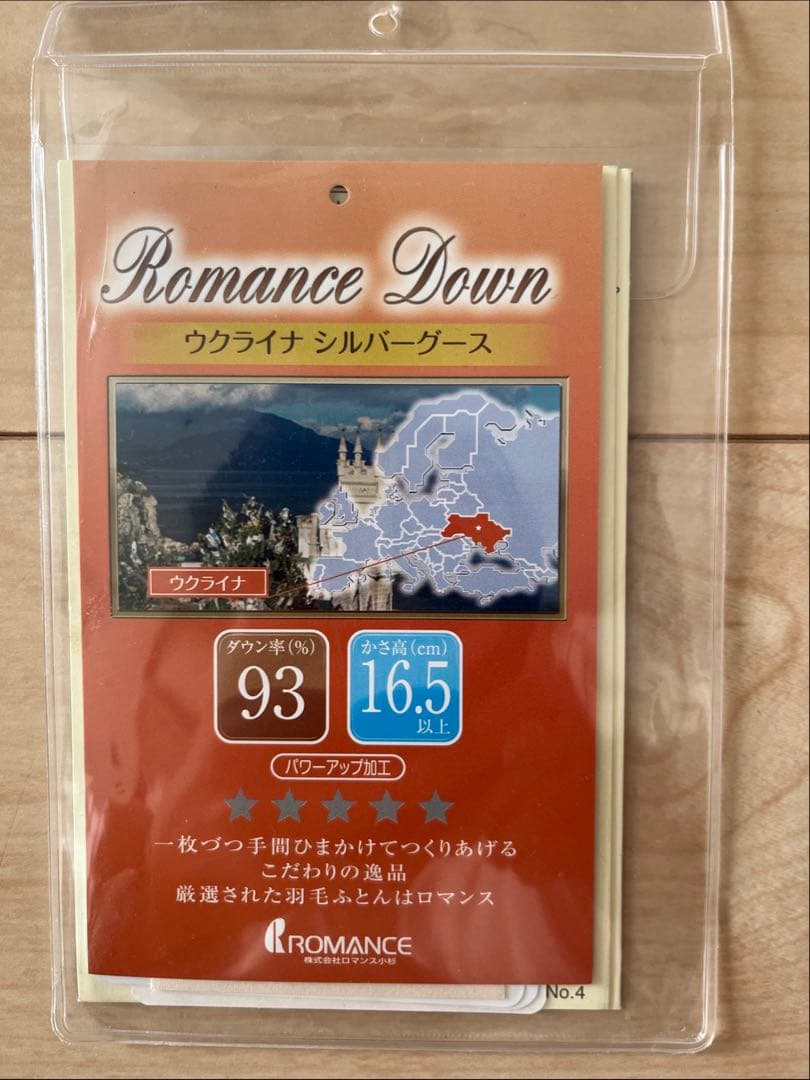 Romance Down
ウクライナ シルバーグース
ウクライナ
ダウン率(%)
93
かさ高(cm)
16.5
以上
パワーアップ加工
一枚づつ手間ひまかけてつくりあげる
こだわりの逸品
厳選された羽毛ふとんはロマンス
ROMANCE
株式会社ロマンス小杉
No.4